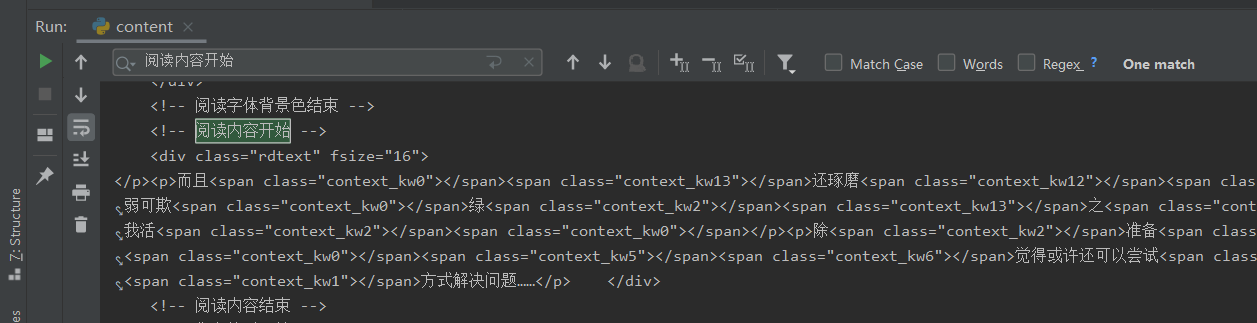 Run: content
阅读内容开始 Match Case Words Regex ? One match
</div>
<!-- 阅读字体背景色结束 -->
<!-- 阅读内容开始 -->
<div class="rdtext" fsize="16">
</p><p>而且<span class="context_kw0"></span><span class="context_kw13"></span>还琢磨<span class="context_kw12"></span><span class="c
弱可欺<span class="context_kw0"></span>绿<span class="context_kw2"></span><span class="context_kw13"></span>之<span class="cont
我活<span class="context_kw2"></span><span class="context_kw0"></span></p><p>除<span class="context_kw2"></span>准备<span class
<span class="context_kw0"></span><span class="context_kw5"></span><span class="context_kw6"></span>觉得或许还可以尝试<span class
<span class="context_kw1"></span>方式解决问题……</p> </div>
<!-- 阅读内容结束 -->
7: Structure